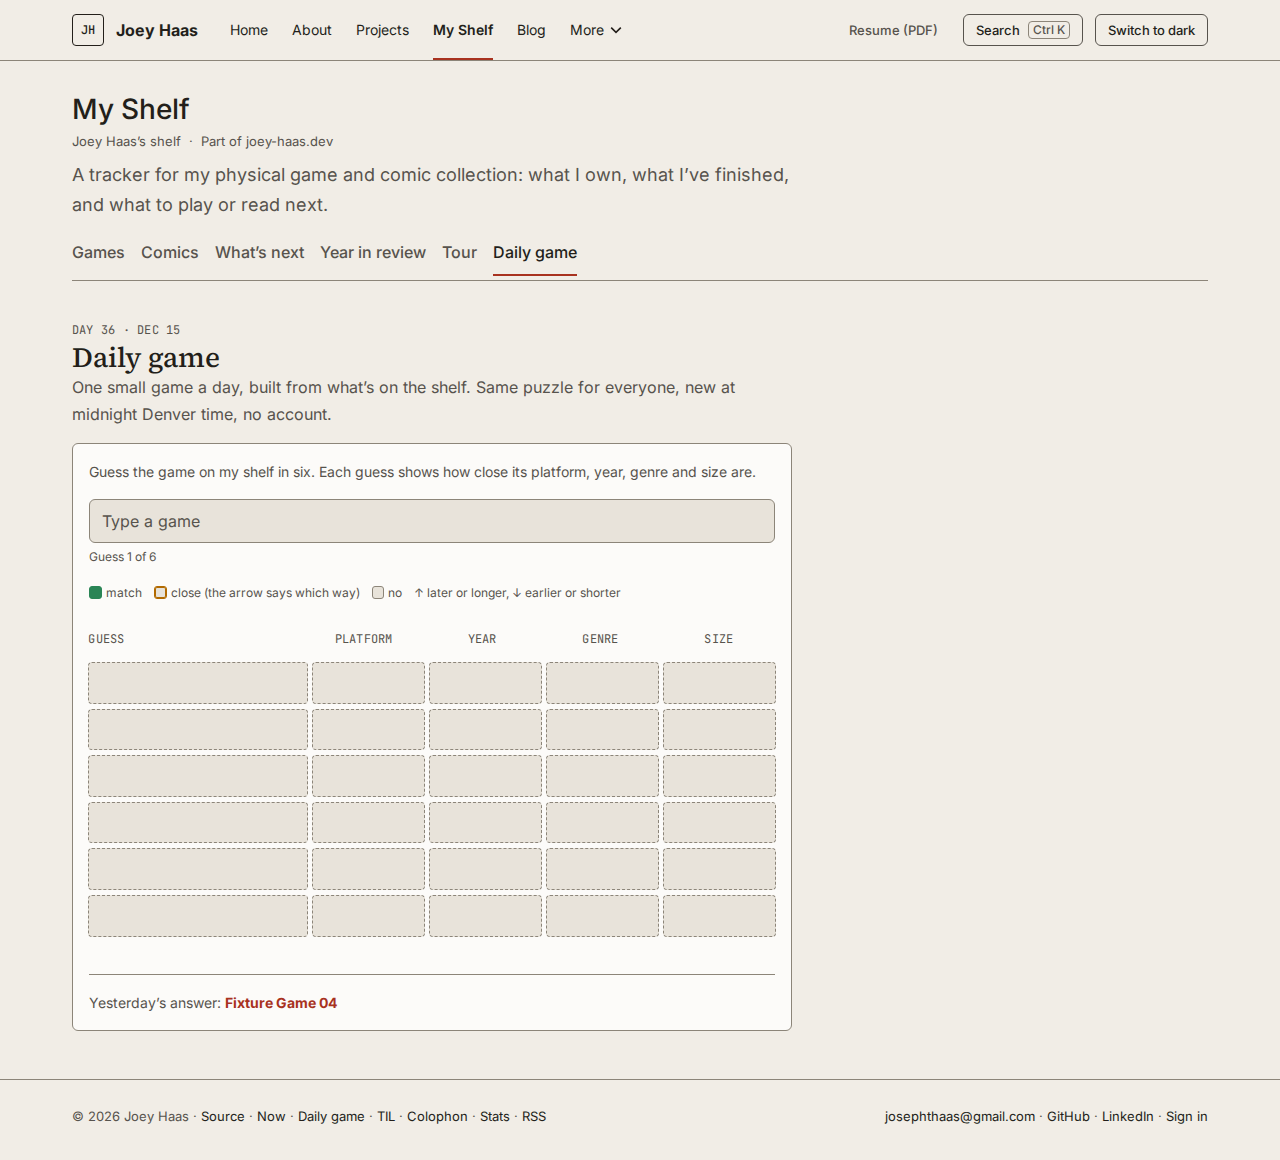 JH Joey Haas Home About Projects My Shelf Blog More Resume (PDF) Search Ctrl K Switch to dark
My Shelf
Joey Haas’s shelf · Part of joey-haas.dev
A tracker for my physical game and comic collection: what I own, what I’ve finished,
and what to play or read next.
Games Comics What’s next Year in review Tour Daily game
DAY 36 · DEC 15
Daily game
One small game a day, built from what’s on the shelf. Same puzzle for everyone, new at
midnight Denver time, no account.
Guess the game on my shelf in six. Each guess shows how close its platform, year, genre and size are.
Type a game
Guess 1 of 6
match close (the arrow says which way) no ↑ later or longer, ↓ earlier or shorter
GUESS PLATFORM YEAR GENRE SIZE
Yesterday’s answer: Fixture Game 04
© 2026 Joey Haas · Source · Now · Daily game · TIL · Colophon · Stats · RSS josephthaas@gmail.com · GitHub · LinkedIn · Sign in